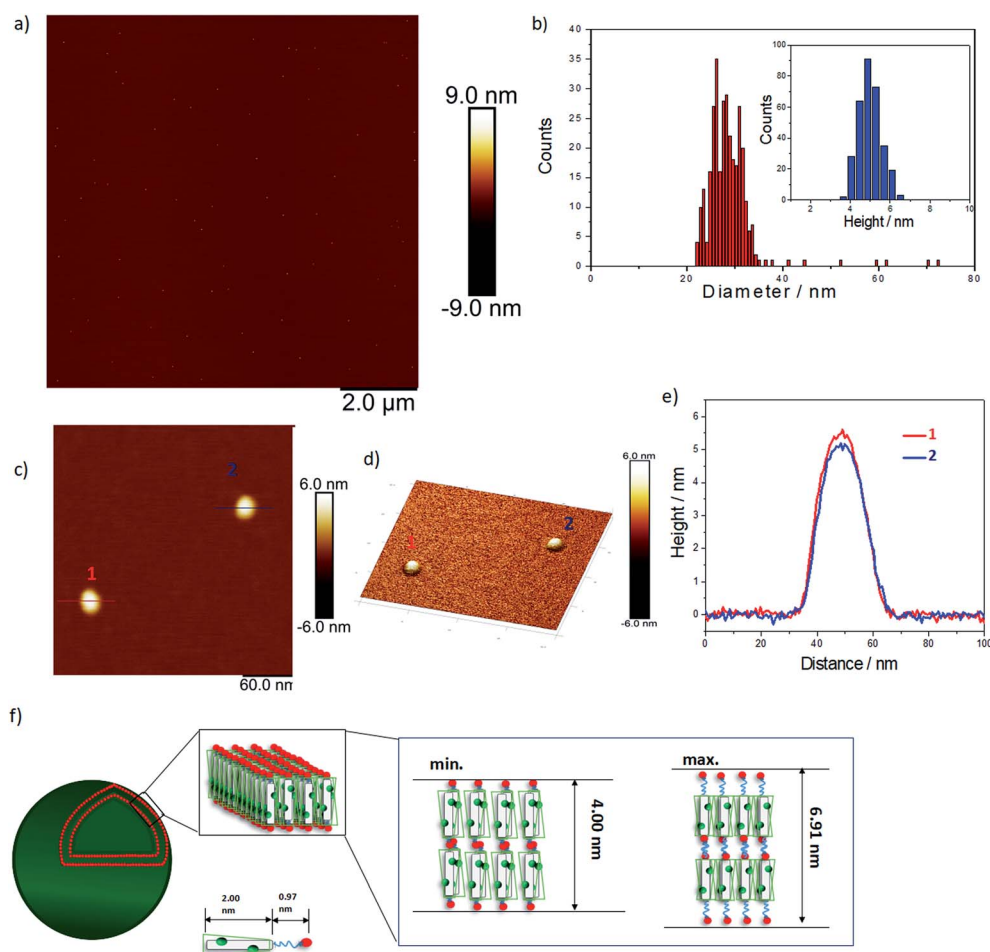 a)
9.0 nm
-9.0 nm
2.0 µm
b)
40
35
30
25
20
15
10
5
0
Counts
0 20 40 60 80
Diameter / nm
100
80
60
40
20
0
Counts
2 4 6 8 10
Height / nm
c)
2
1
6.0 nm
-6.0 nm
60.0 nm
d)
1
2
6.0 nm
-6.0 nm
e)
1
2
6
5
4
3
2
1
0
Height / nm
0 20 40 60 80 100
Distance / nm
f)
2.00
nm
0.97
nm
min.
4.00 nm
max.
6.91 nm